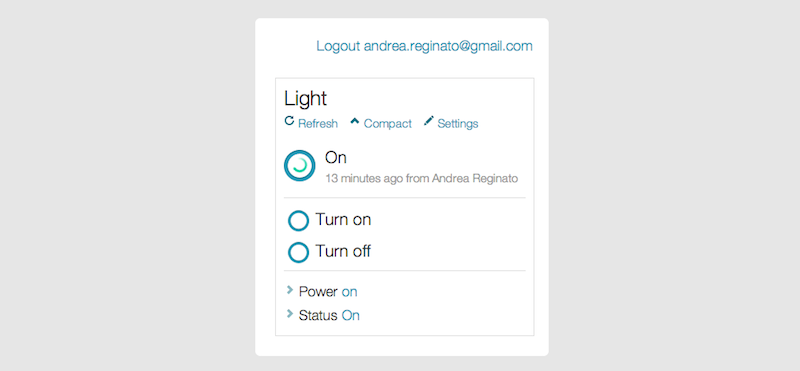 Logout andrea.reginato@gmail.com
Light
Refresh Compact Settings
On
13 minutes ago from Andrea Reginato
Turn on
Turn off
Power on
Status On